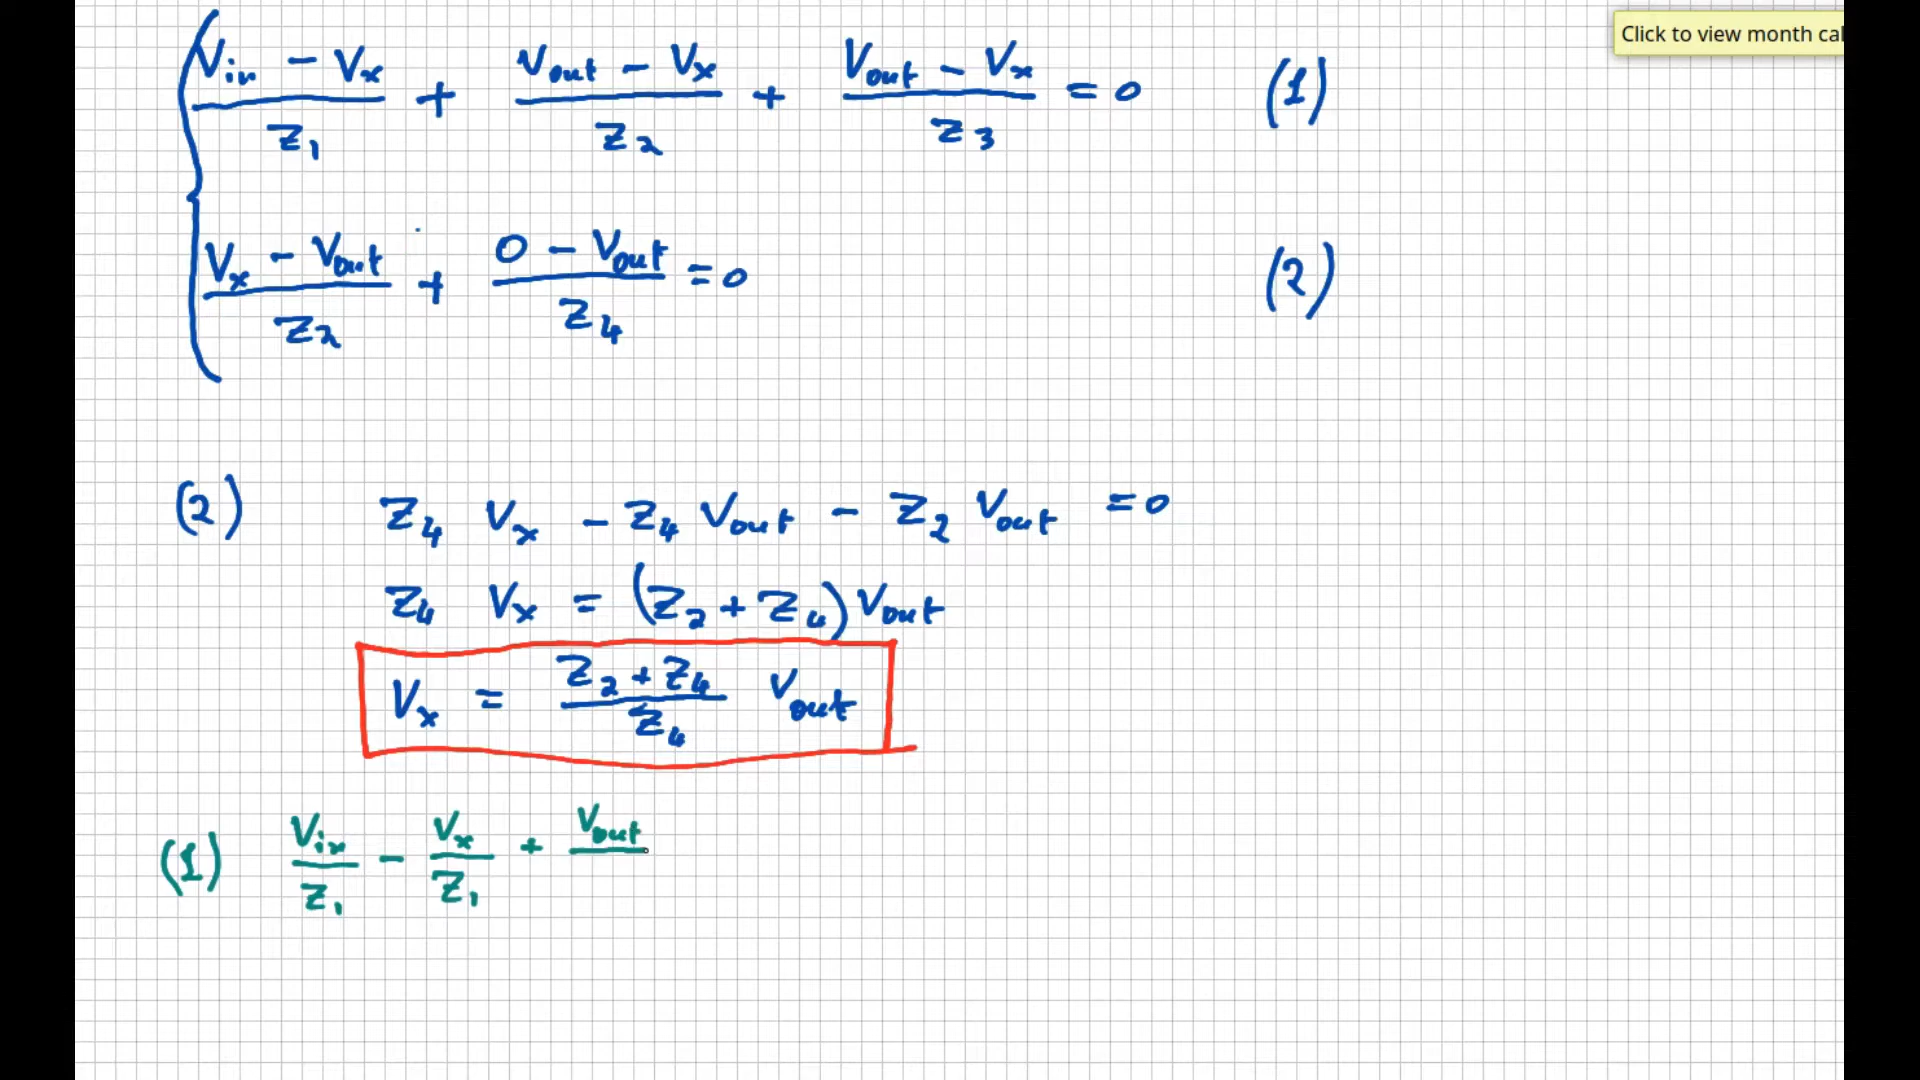 Click to view month cal
(Vin - Vx)/Z1 + (Vout - Vx)/Z2 + (Vout - Vx)/Z3 = 0 (1)
(Vx - Vout)/Z2 + (0 - Vout)/Z4 = 0 (2)
(2) Z4 Vx - Z4 Vout - Z2 Vout = 0
Z4 Vx = (Z2 + Z4) Vout
Vx = (Z2 + Z4)/Z4 Vout
(1) Vin/Z1 - Vx/Z1 + Vout